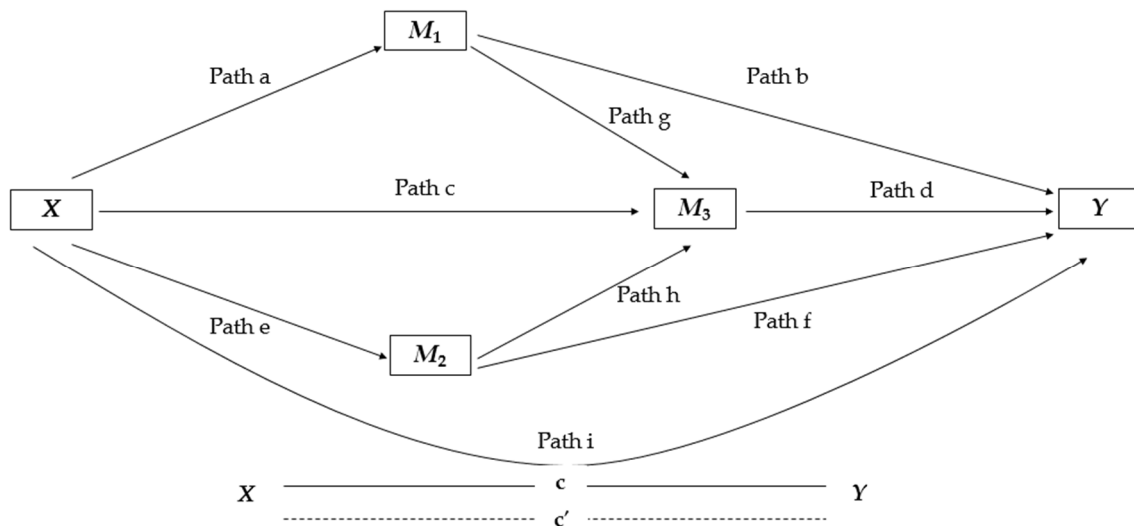 M₁
Path a
Path b
Path g
X
Path c
M₃
Path d
Y
Path e
Path h
Path f
M₂
Path i
X
c
Y
c′